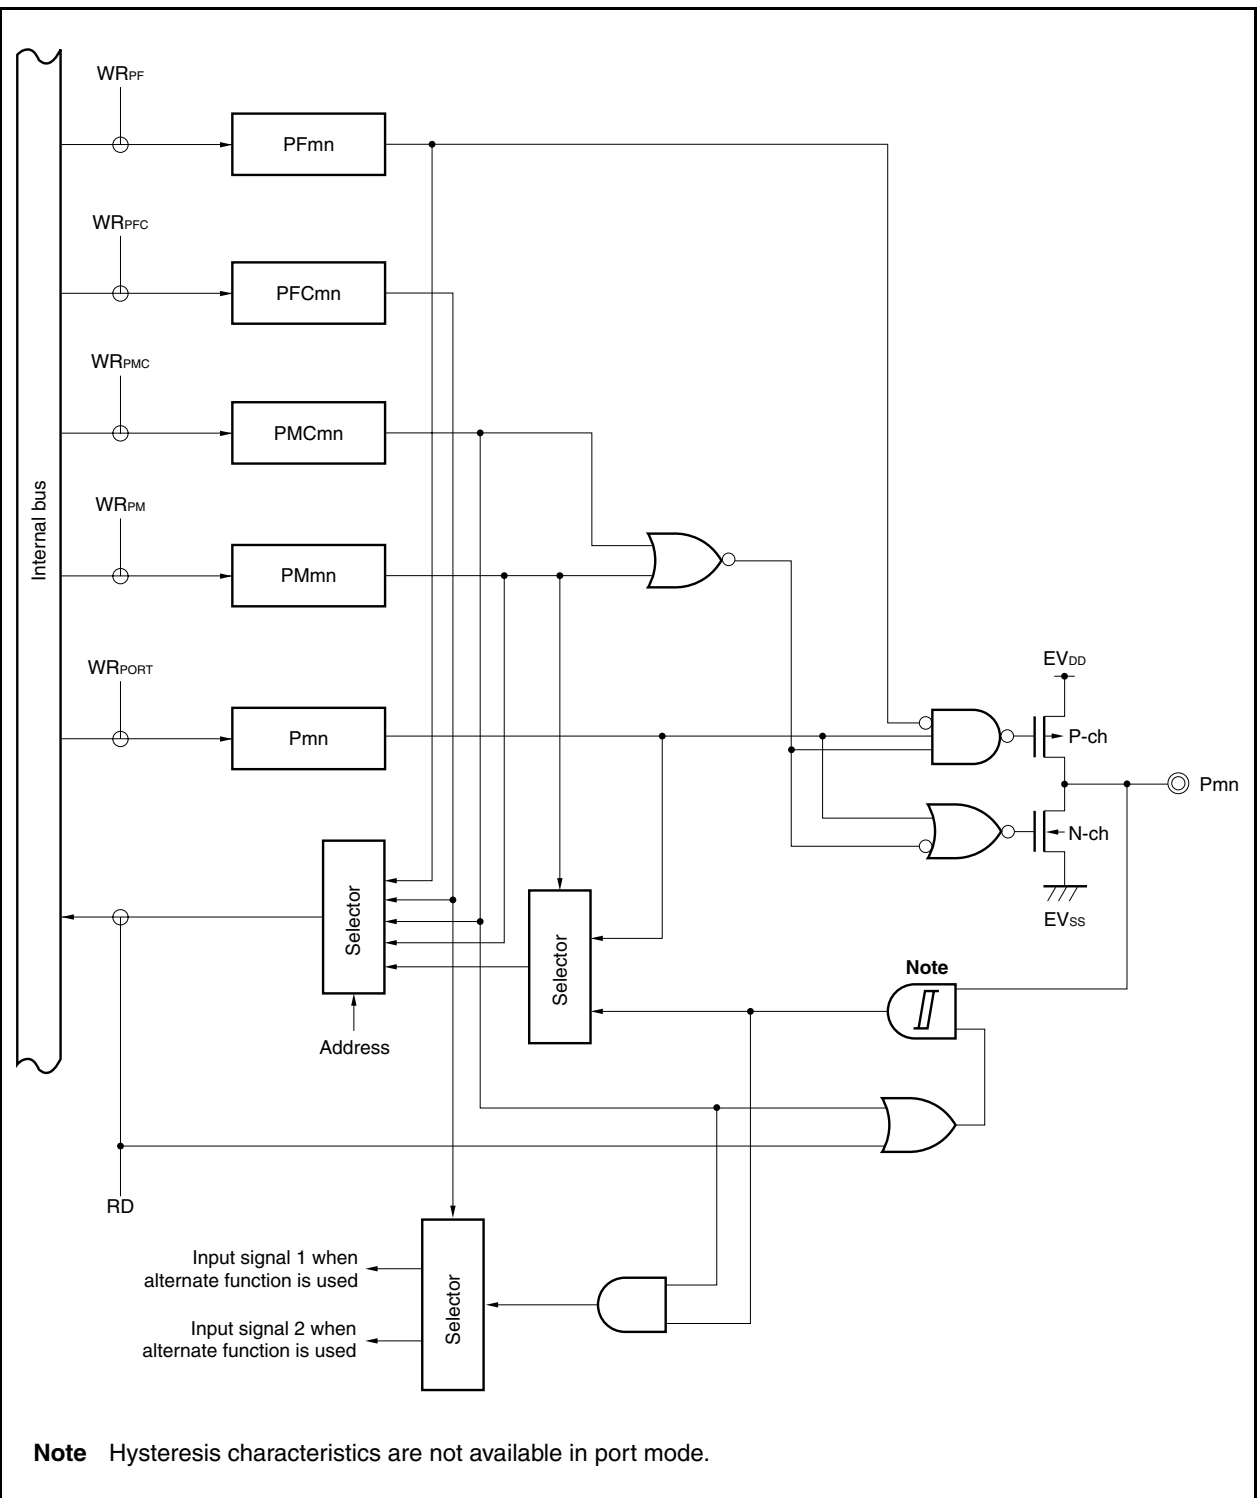 WRPF
PFmn
WRPFC
PFCmn
WRPMC
PMCmn
Internal bus
WRPM
PMmn
WRPORT
Pmn
EVDD
P-ch
Pmn
N-ch
EVSS
Selector
Selector
Note
Address
RD
Input signal 1 when
alternate function is used
Selector
Input signal 2 when
alternate function is used
Note Hysteresis characteristics are not available in port mode.